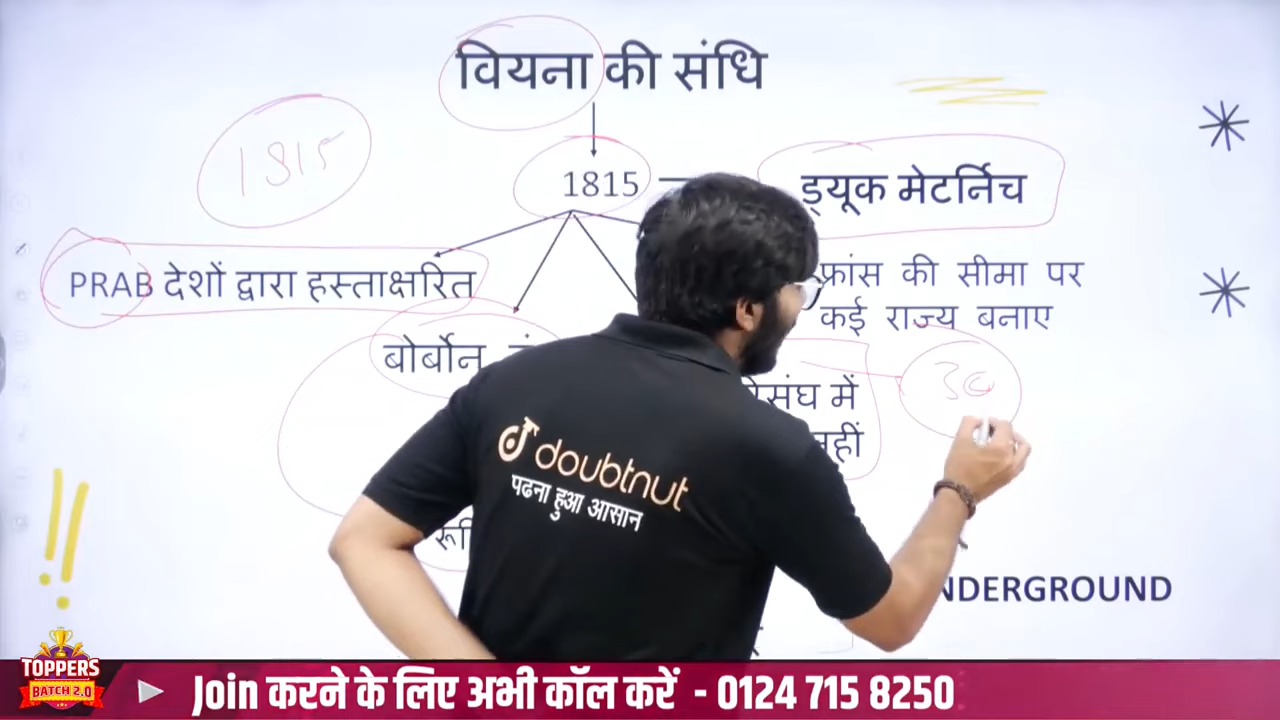 वियना की संधि
1815
1815
ड्यूक मेटर्निच
PRAB देशों द्वारा हस्ताक्षरित
फ्रांस की सीमा पर
कई राज्य बनाए
बोर्बोन
में
नहीं
doubtnut
पढना हुआ आसान
TOPPERS
BATCH 2.0
Join करने के लिए अभी कॉल करें - 0124 715 8250